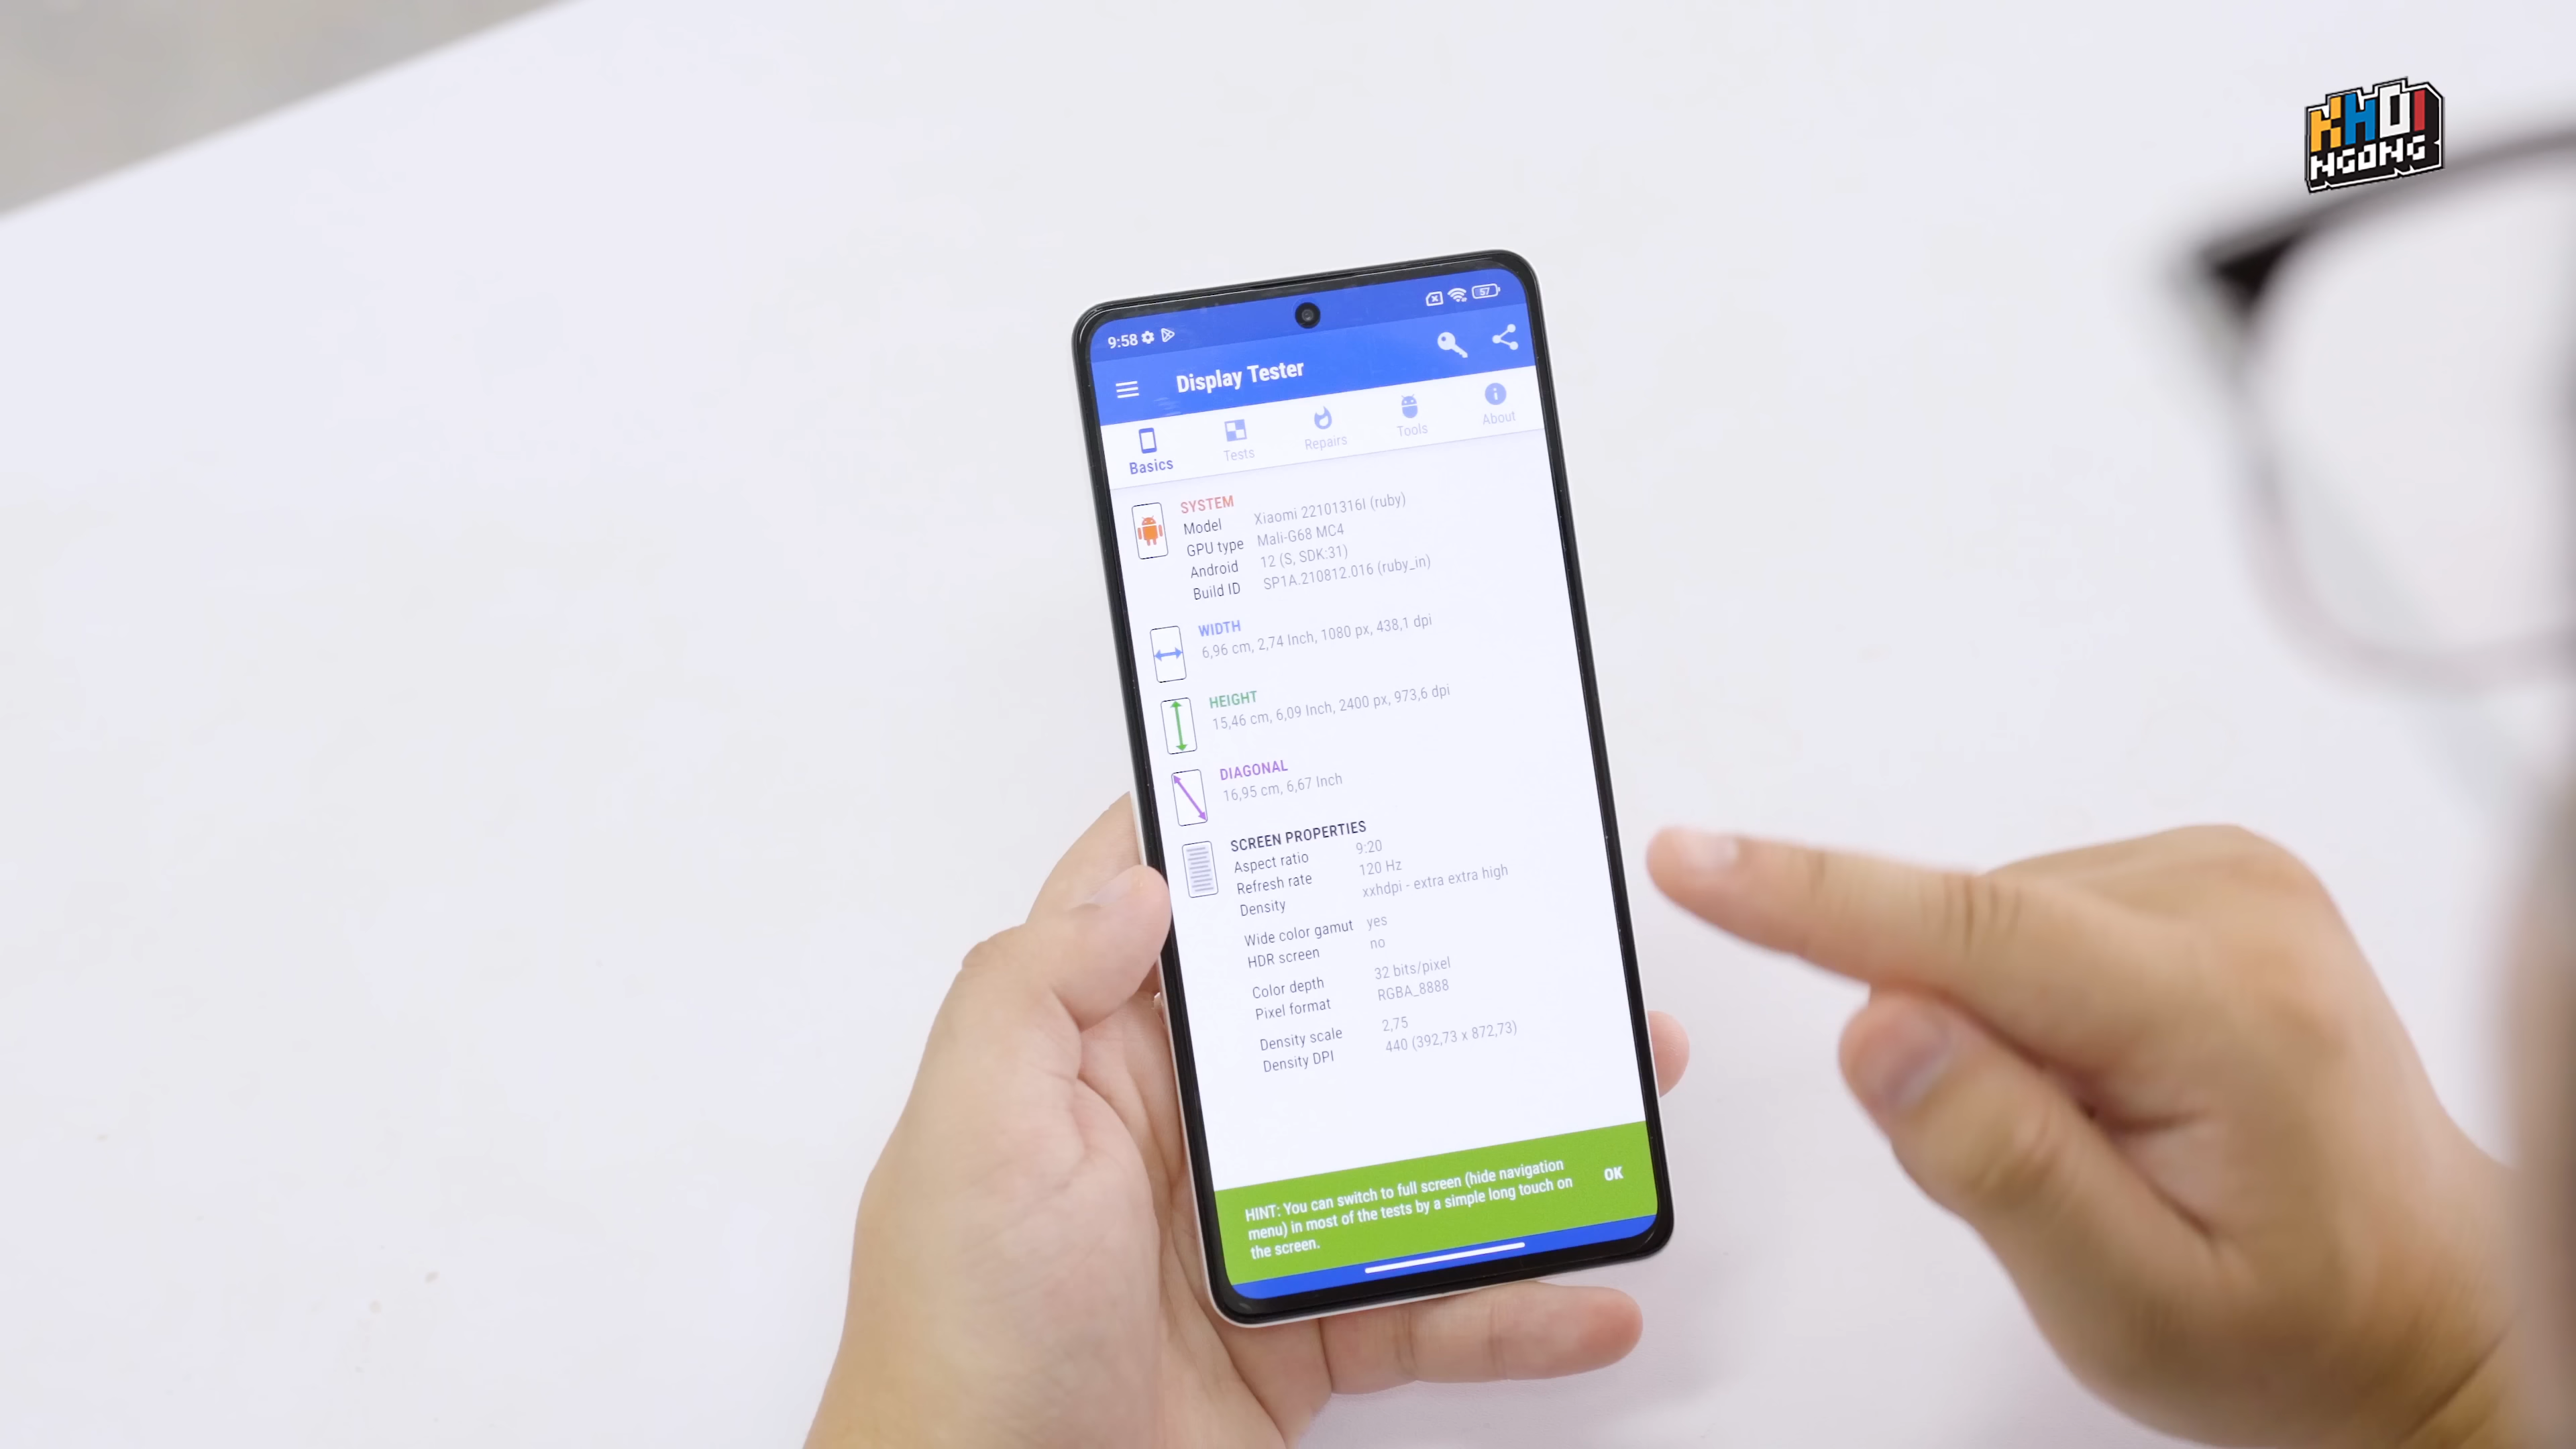 KHOI
NGONG
9:58
57
Display Tester
Basics
Tests
Repairs
Tools
About
SYSTEM
Model Xiaomi 22101316I (ruby)
GPU type Mali-G68 MC4
Android 12 (S, SDK:31)
Build ID SP1A.210812.016 (ruby_in)
WIDTH
6,96 cm, 2,74 Inch, 1080 px, 438,1 dpi
HEIGHT
15,46 cm, 6,09 Inch, 2400 px, 973,6 dpi
DIAGONAL
16,95 cm, 6,67 Inch
SCREEN PROPERTIES
Aspect ratio 9:20
Refresh rate 120 Hz
Density xxhdpi - extra extra high
Wide color gamut yes
HDR screen no
Color depth 32 bits/pixel
Pixel format RGBA_8888
Density scale 2,75
Density DPI 440 (392,73 x 872,73)
HINT: You can switch to full screen (hide navigation
menu) in most of the tests by a simple long touch on
the screen.
OK